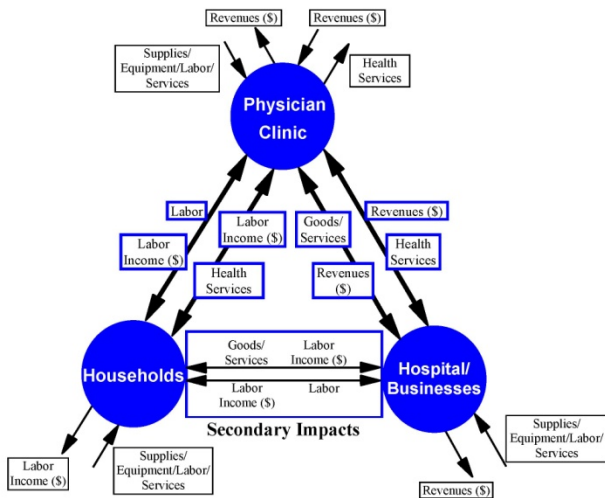 Revenues ($)
Revenues ($)
Supplies/
Equipment/Labor/
Services
Health
Services
Physician
Clinic
Labor
Labor
Income ($)
Labor
Income ($)
Health
Services
Goods/
Services
Revenues
($)
Revenues ($)
Health
Services
Households
Goods/
Services
Labor
Income ($)
Labor
Income ($)
Labor
Hospital/
Businesses
Secondary Impacts
Labor
Income ($)
Supplies/
Equipment/Labor/
Services
Revenues ($)
Supplies/
Equipment/Labor/
Services